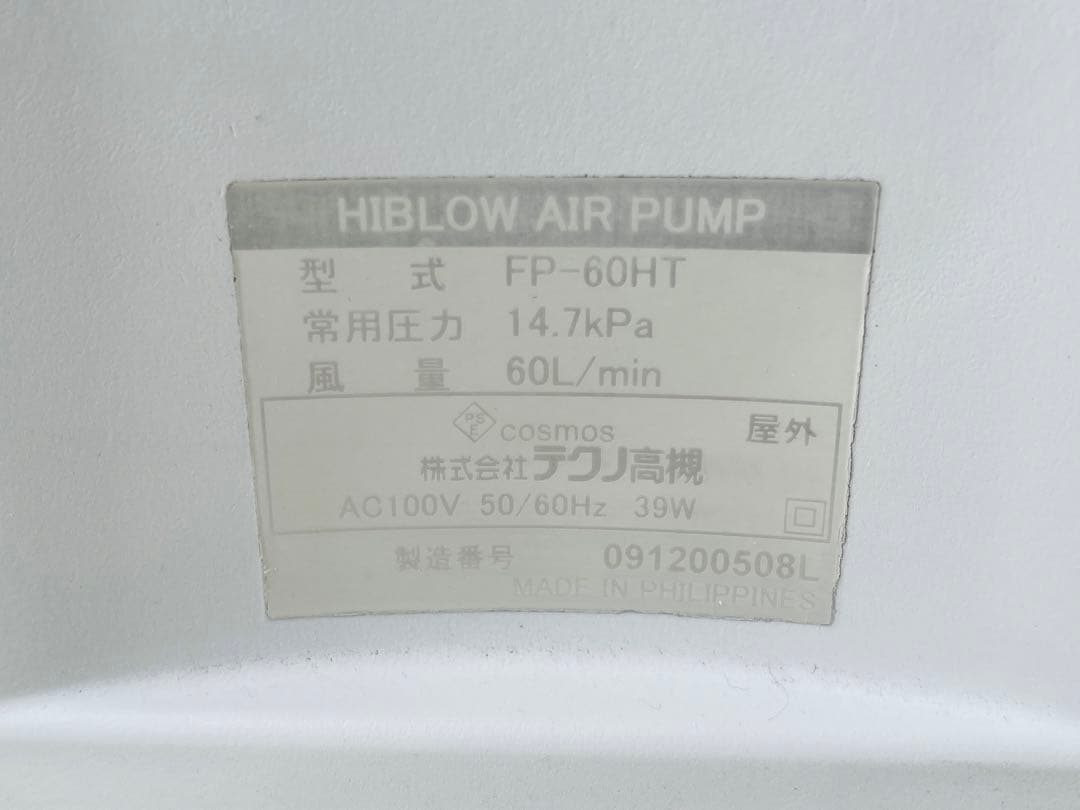 HIBLOW AIR PUMP
型式 FP-60HT
常用圧力 14.7kPa
風量 60L/min
PS E cosmos 屋外
株式会社テクノ高槻
AC100V 50/60Hz 39W
製造番号 091200508L
MADE IN PHILIPPINES